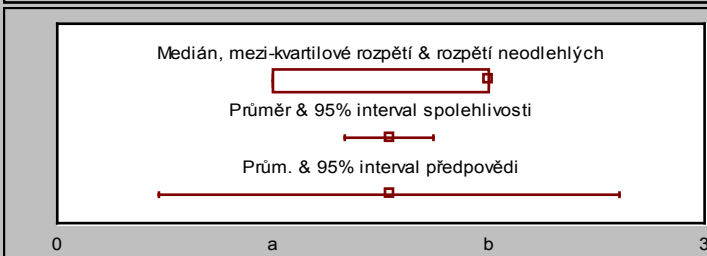 Medián, mezi-kvartilové rozpětí & rozpětí neodlehlých
Průměr & 95% interval spolehlivosti
Prům. & 95% interval předpovědi
0 a b 3